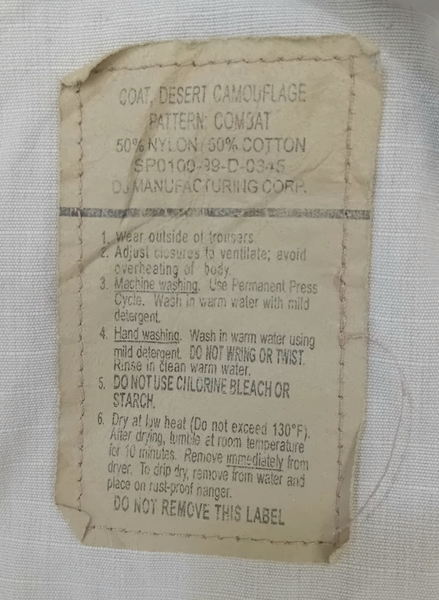 COAT, DESERT CAMOUFLAGE
PATTERN: COMBAT
50% NYLON/50% COTTON
SP0100-99-D-0345
DJ MANUFACTURING CORP.
1. Wear outside of trousers.
2. Adjust closures to ventilate; avoid
overheating of body.
3. Machine washing. Use Permanent Press
Cycle. Wash in warm water with mild
detergent.
4. Hand washing. Wash in warm water using
mild detergent. DO NOT WRING OR TWIST.
Rinse in clean warm water.
5. DO NOT USE CHLORINE BLEACH OR
STARCH.
6. Dry at low heat (Do not exceed 130°F).
After drying, tumble at room temperature
for 10 minutes. Remove immediately from
dryer. To drip dry, remove from water and
place on rust-proof hanger.
DO NOT REMOVE THIS LABEL